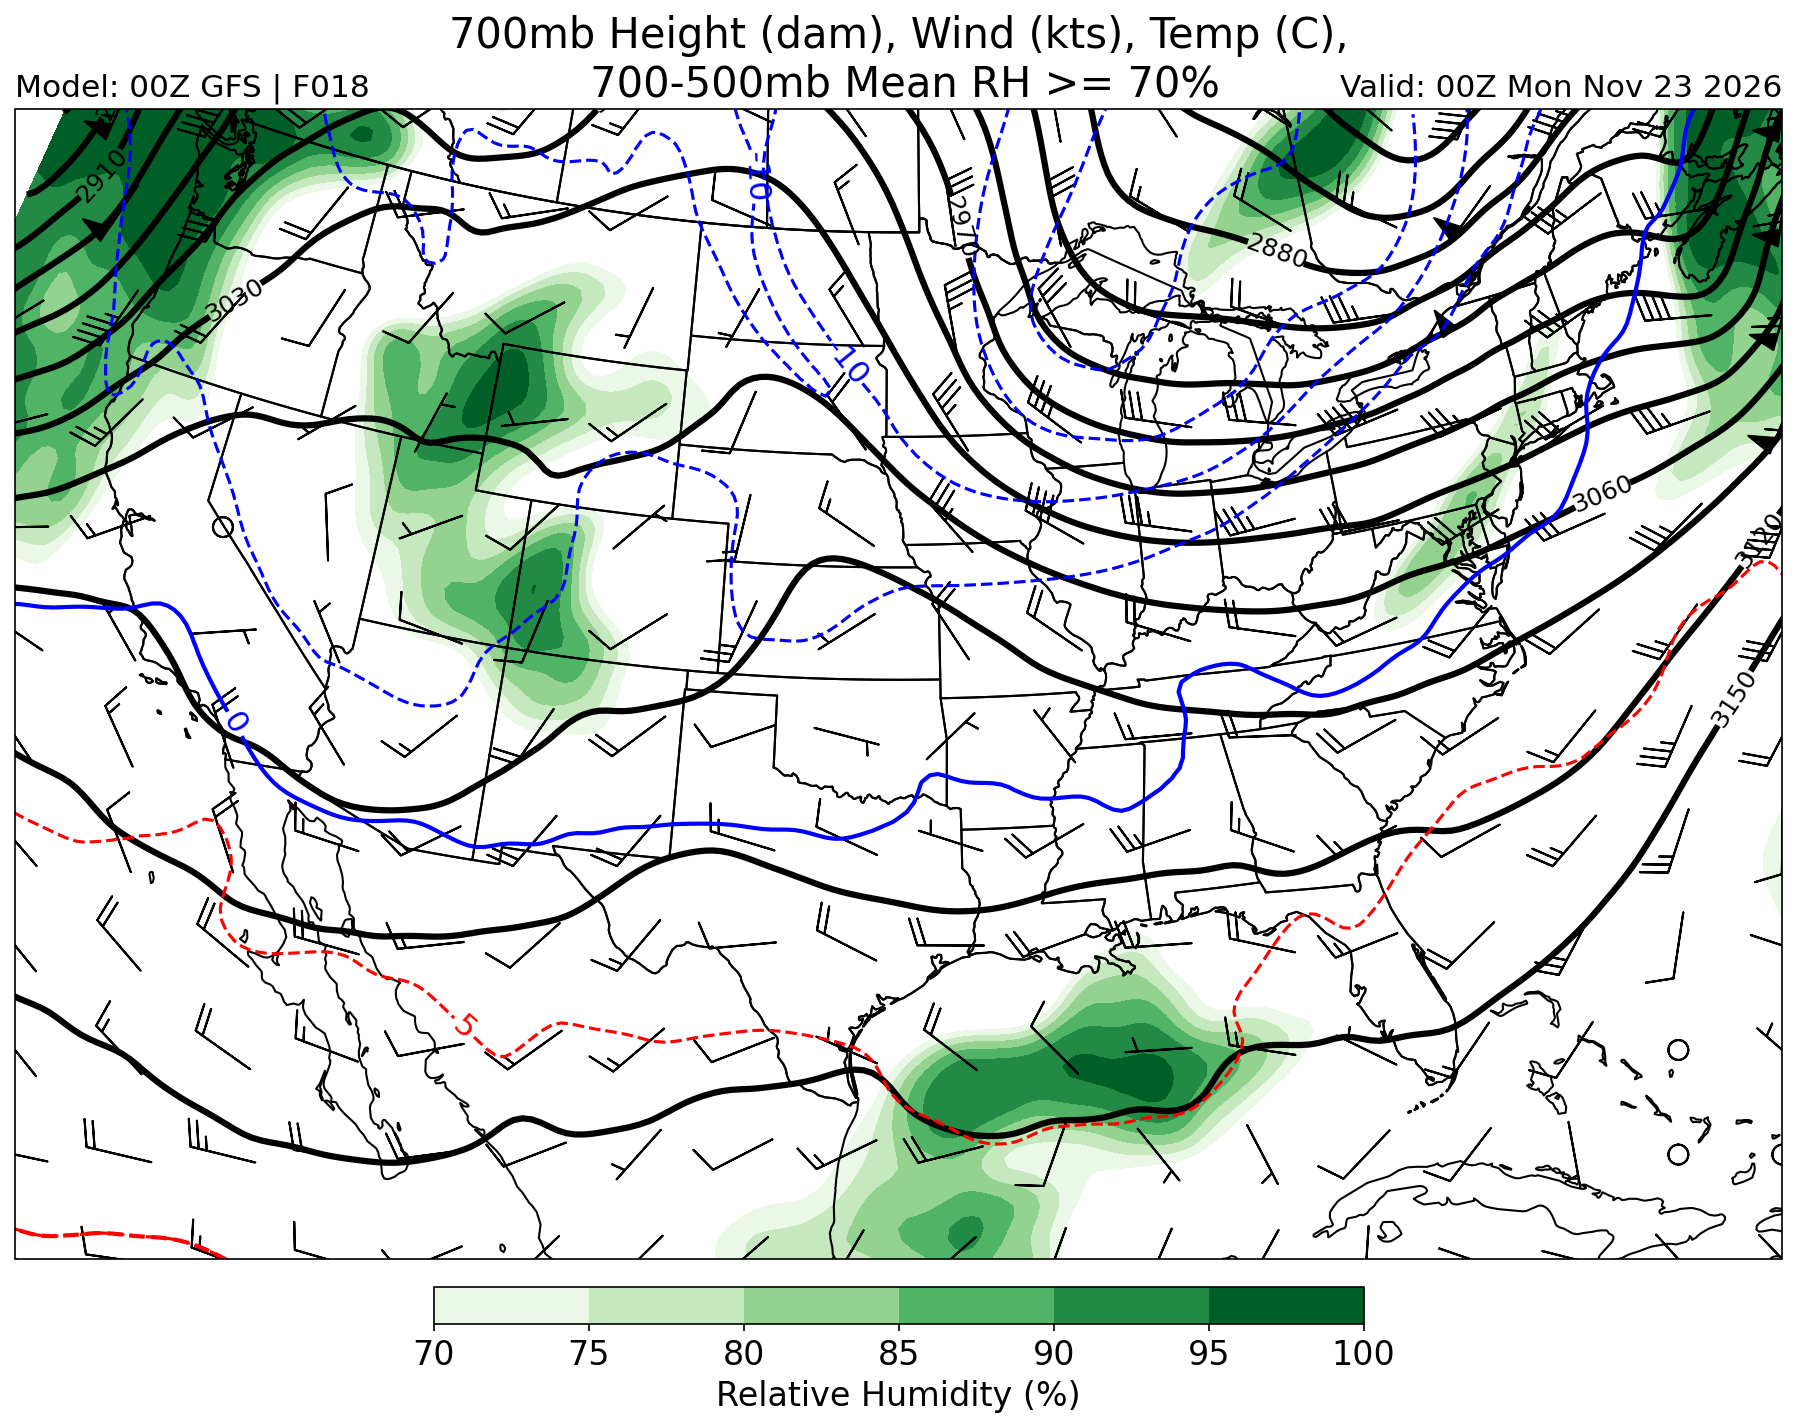 700mb Height (dam), Wind (kts), Temp (C),
700-500mb Mean RH >= 70%
Model: 00Z GFS | F018
Valid: 00Z Mon Nov 23 2026
2910
3030
-10
2970
2880
-10
3060
3120
3150
0
5
70 75 80 85 90 95 100
Relative Humidity (%)